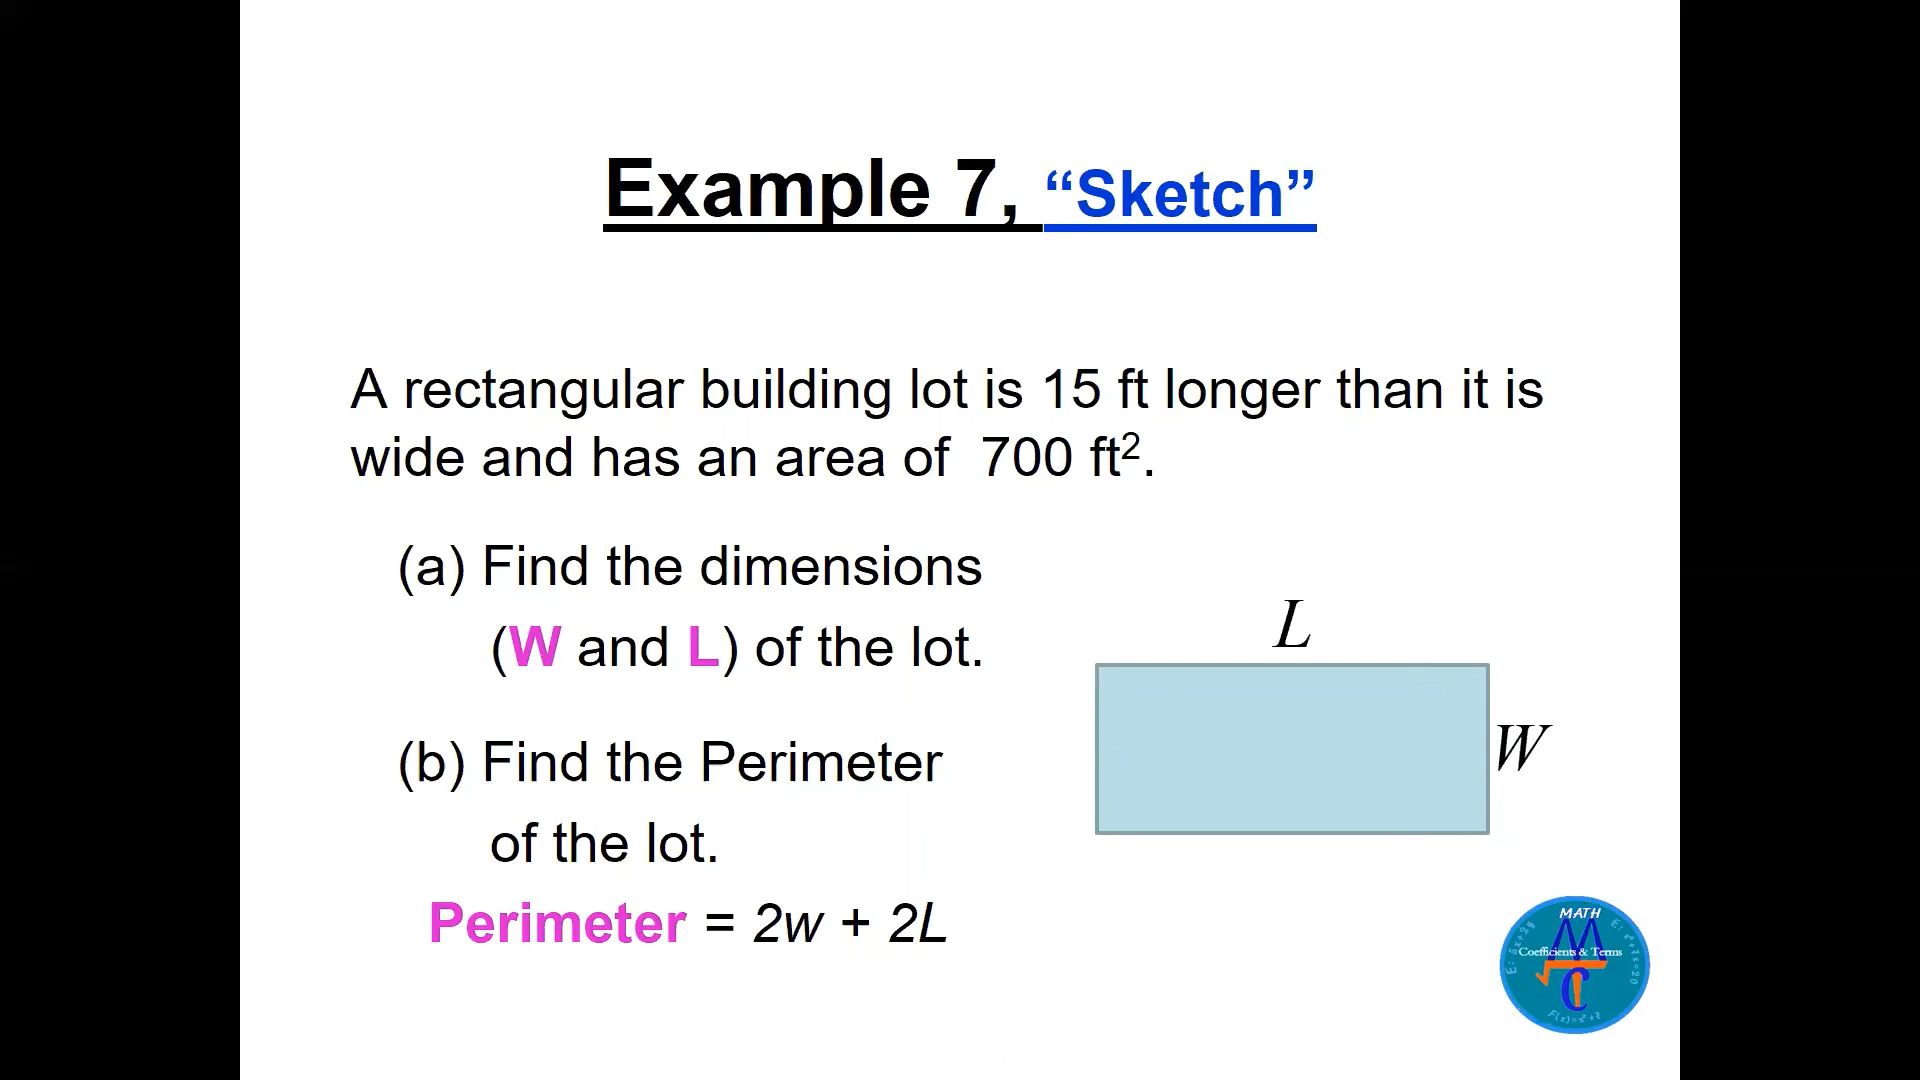 Example 7, “Sketch”
A rectangular building lot is 15 ft longer than it is
wide and has an area of 700 ft².
(a) Find the dimensions
(W and L) of the lot.
(b) Find the Perimeter
of the lot.
Perimeter = 2w + 2L
L
W
MATH
Coefficients & Terms